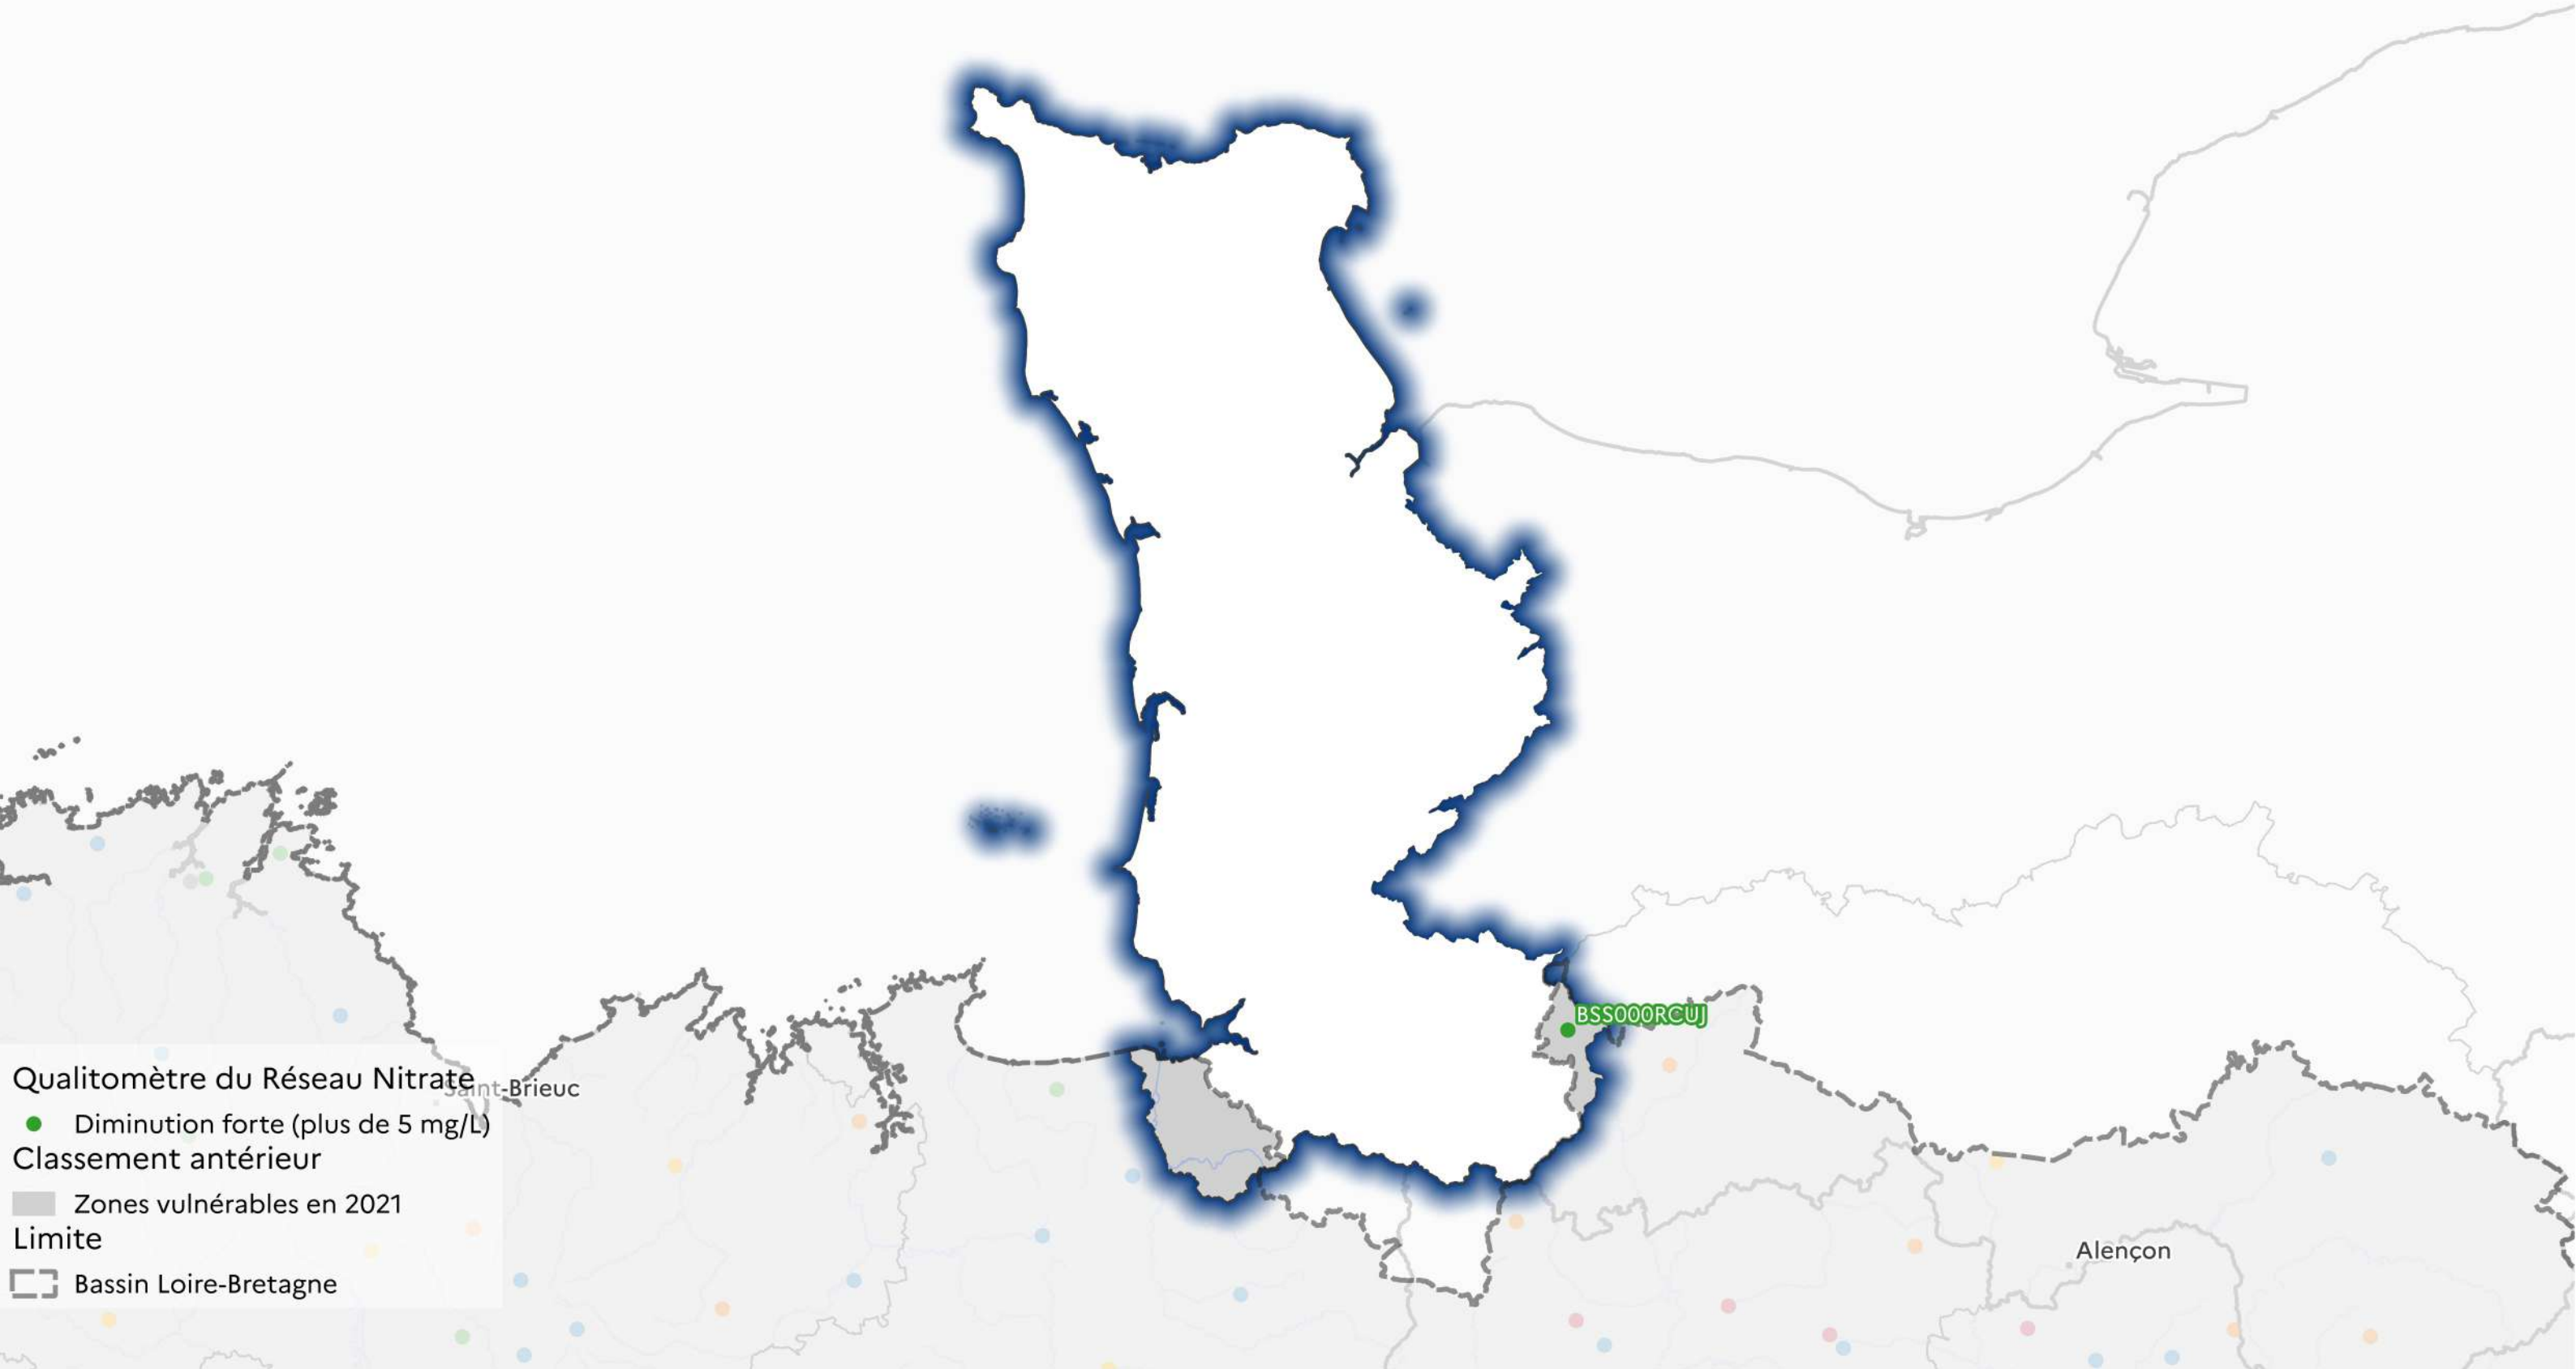 BSS000RCUJ
Qualitomètre du Réseau Nitrate
Saint-Brieuc
Diminution forte (plus de 5 mg/L)
Classement antérieur
Zones vulnérables en 2021
Limite
Alençon
Bassin Loire-Bretagne